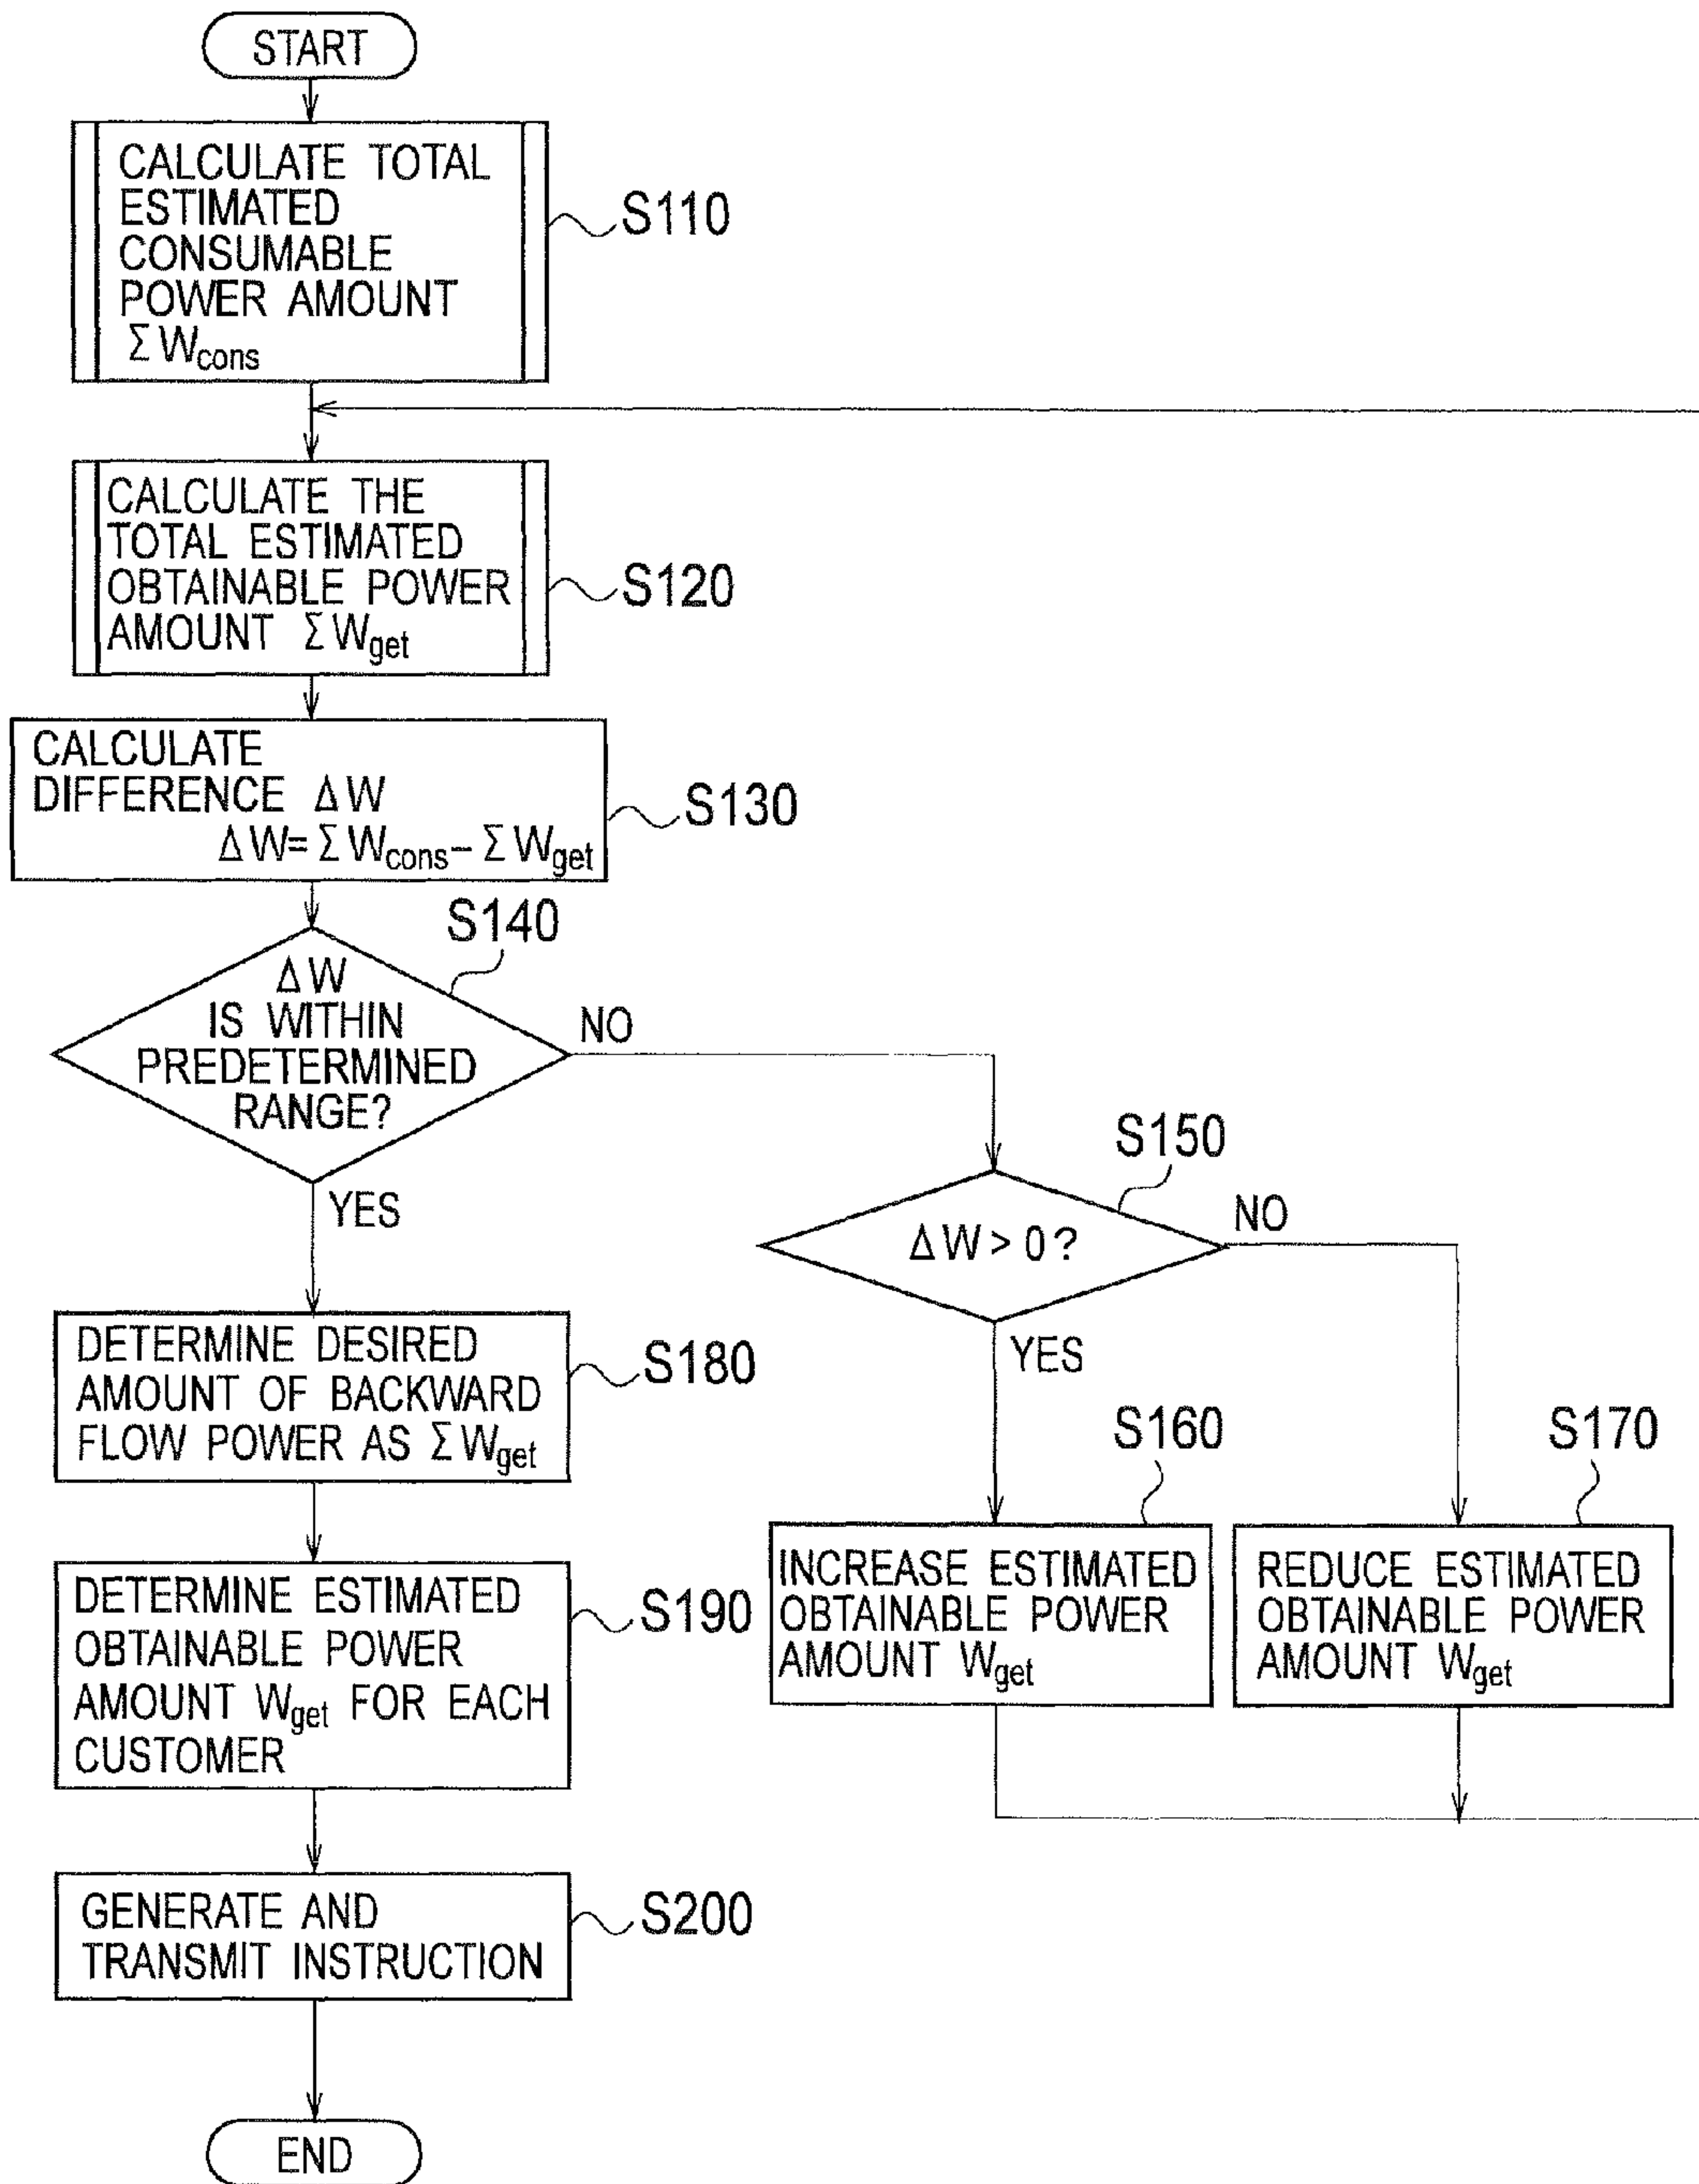 START
CALCULATE TOTAL
ESTIMATED
CONSUMABLE
POWER AMOUNT
ΣWcons
S110
CALCULATE THE
TOTAL ESTIMATED
OBTAINABLE POWER
AMOUNT ΣWget
S120
CALCULATE
DIFFERENCE ΔW
ΔW=ΣWcons-ΣWget
S130
S140
ΔW
IS WITHIN
PREDETERMINED
RANGE?
NO
YES
S150
ΔW>0?
NO
YES
DETERMINE DESIRED
AMOUNT OF BACKWARD
FLOW POWER AS ΣWget
S180
S160
INCREASE ESTIMATED
OBTAINABLE POWER
AMOUNT Wget
S170
REDUCE ESTIMATED
OBTAINABLE POWER
AMOUNT Wget
DETERMINE ESTIMATED
OBTAINABLE POWER
AMOUNT Wget FOR EACH
CUSTOMER
S190
GENERATE AND
TRANSMIT INSTRUCTION
S200
END